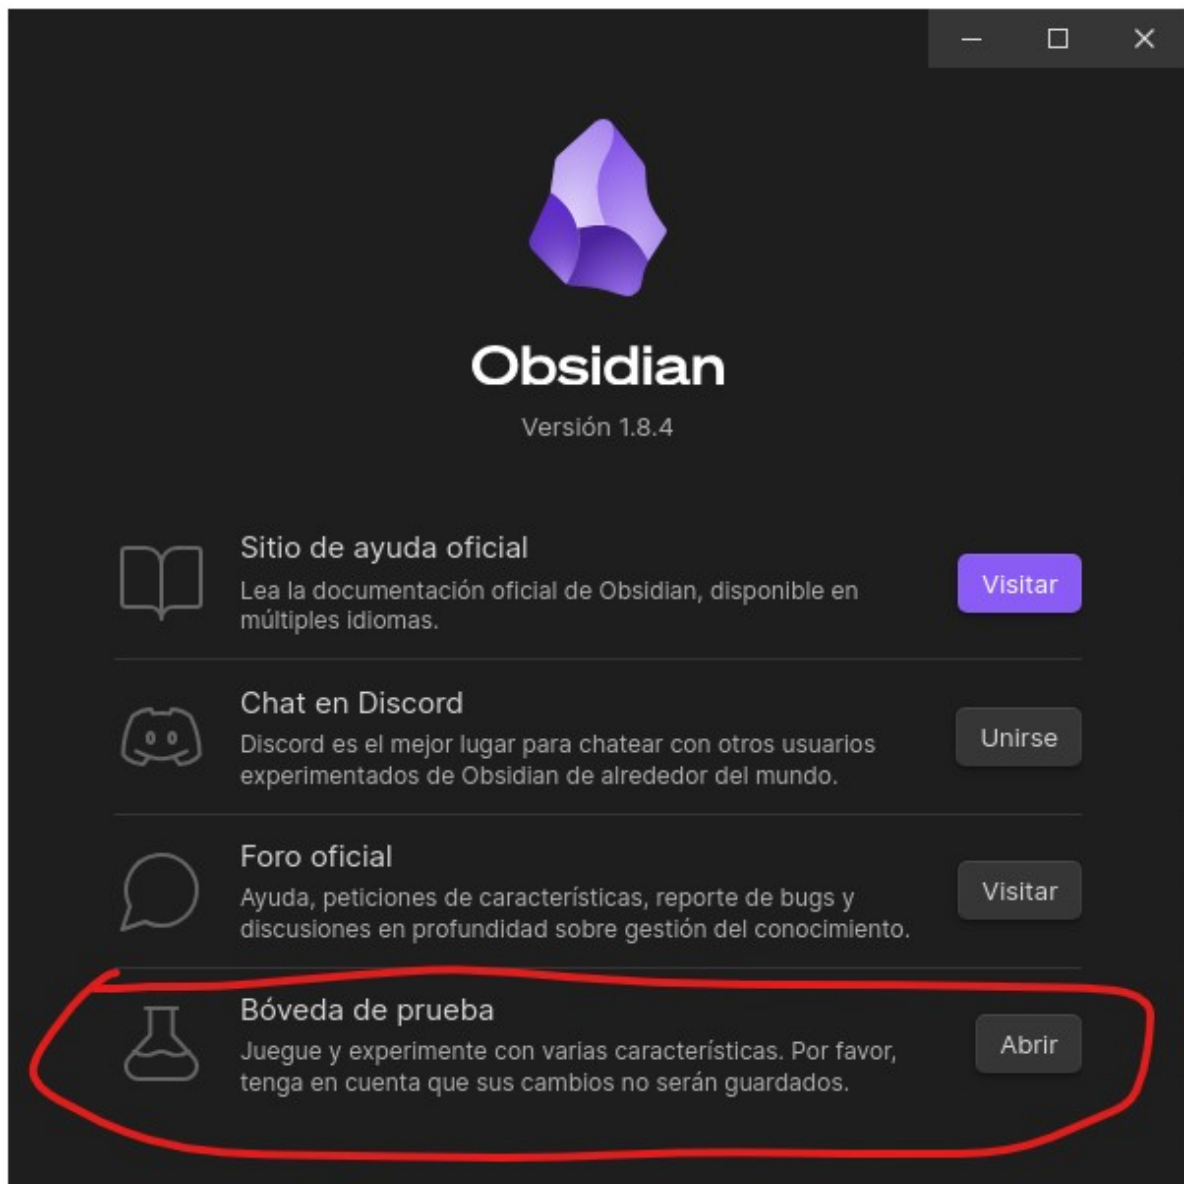 Obsidian
Versión 1.8.4
Sitio de ayuda oficial
Lea la documentación oficial de Obsidian, disponible en
múltiples idiomas.
Visitar
Chat en Discord
Discord es el mejor lugar para chatear con otros usuarios
experimentados de Obsidian de alrededor del mundo.
Unirse
Foro oficial
Ayuda, peticiones de características, reporte de bugs y
discusiones en profundidad sobre gestión del conocimiento.
Visitar
Bóveda de prueba
Juegue y experimente con varias características. Por favor,
tenga en cuenta que sus cambios no serán guardados.
Abrir